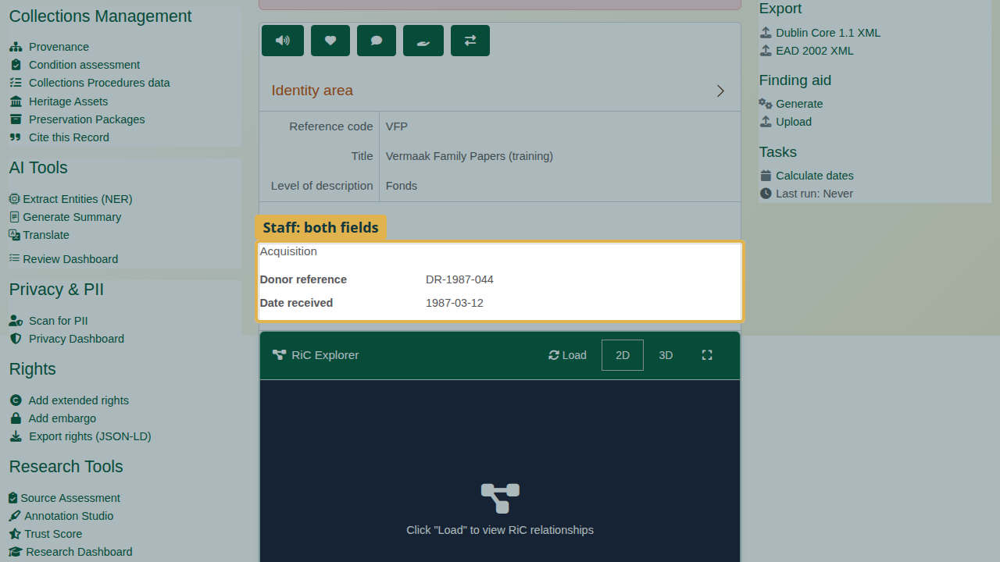 Collections Management
Provenance
Condition assessment
Collections Procedures data
Heritage Assets
Preservation Packages
Cite this Record
AI Tools
Extract Entities (NER)
Generate Summary
Translate
Review Dashboard
Privacy & PII
Scan for PII
Privacy Dashboard
Rights
Add extended rights
Add embargo
Export rights (JSON-LD)
Research Tools
Source Assessment
Annotation Studio
Trust Score
Research Dashboard
Identity area
Reference code VFP
Title Vermaak Family Papers (training)
Level of description Fonds
Staff: both fields
Acquisition
Donor reference DR-1987-044
Date received 1987-03-12
RiC Explorer Load 2D 3D
Click "Load" to view RiC relationships
Export
Dublin Core 1.1 XML
EAD 2002 XML
Finding aid
Generate
Upload
Tasks
Calculate dates
Last run: Never